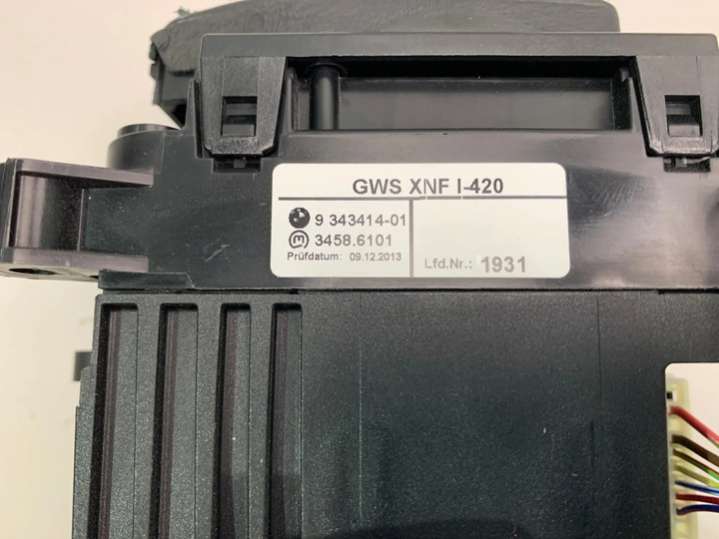 GWS XNF I-420
9 343414-01
3458.6101
Prüfdatum: 09.12.2013
Lfd.Nr.: 1931